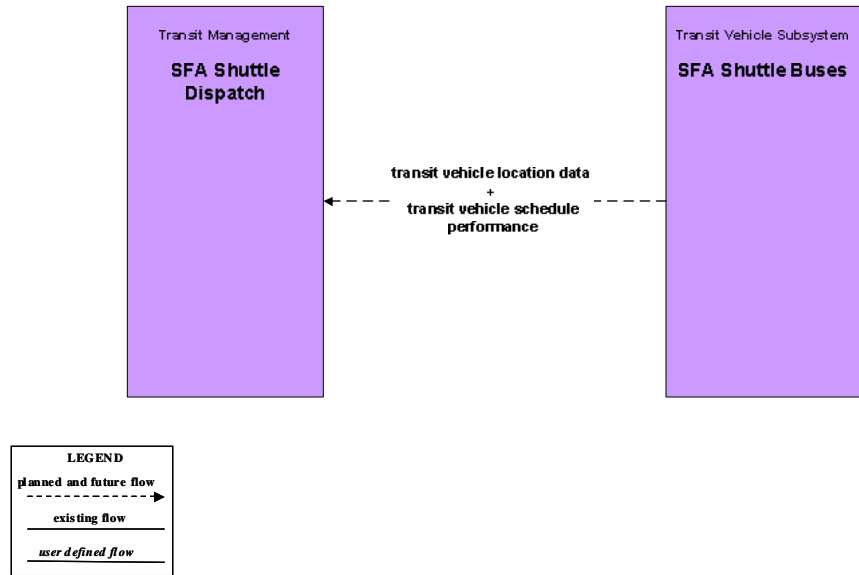 Transit Management
SFA Shuttle
Dispatch
Transit Vehicle Subsystem
SFA Shuttle Buses
transit vehicle location data
+
transit vehicle schedule
performance
LEGEND
planned and future flow
existing flow
user defined flow